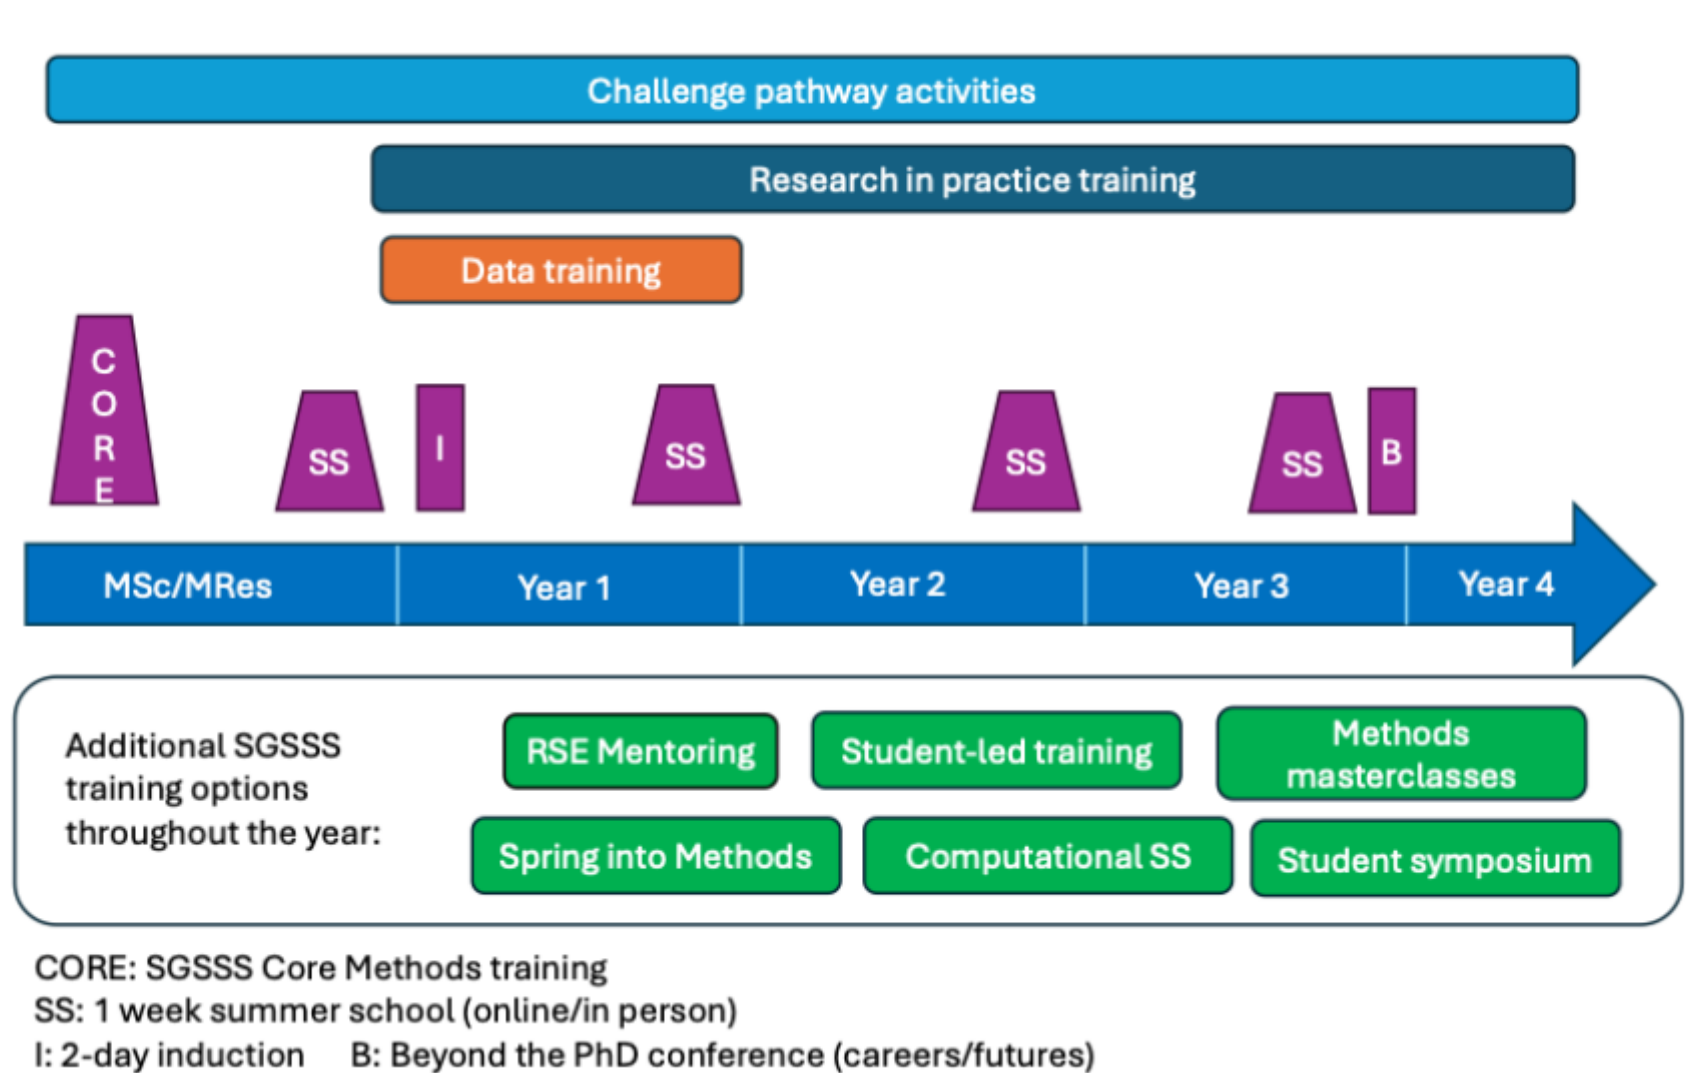 Challenge pathway activities
Research in practice training
Data training
C
O
R
E
SS
I
SS
SS
SS
B
MSc/MRes
Year 1
Year 2
Year 3
Year 4
Additional SGSSS
training options
throughout the year:
RSE Mentoring
Student-led training
Methods
masterclasses
Spring into Methods
Computational SS
Student symposium
CORE: SGSSS Core Methods training
SS: 1 week summer school (online/in person)
I: 2-day induction B: Beyond the PhD conference (careers/futures)